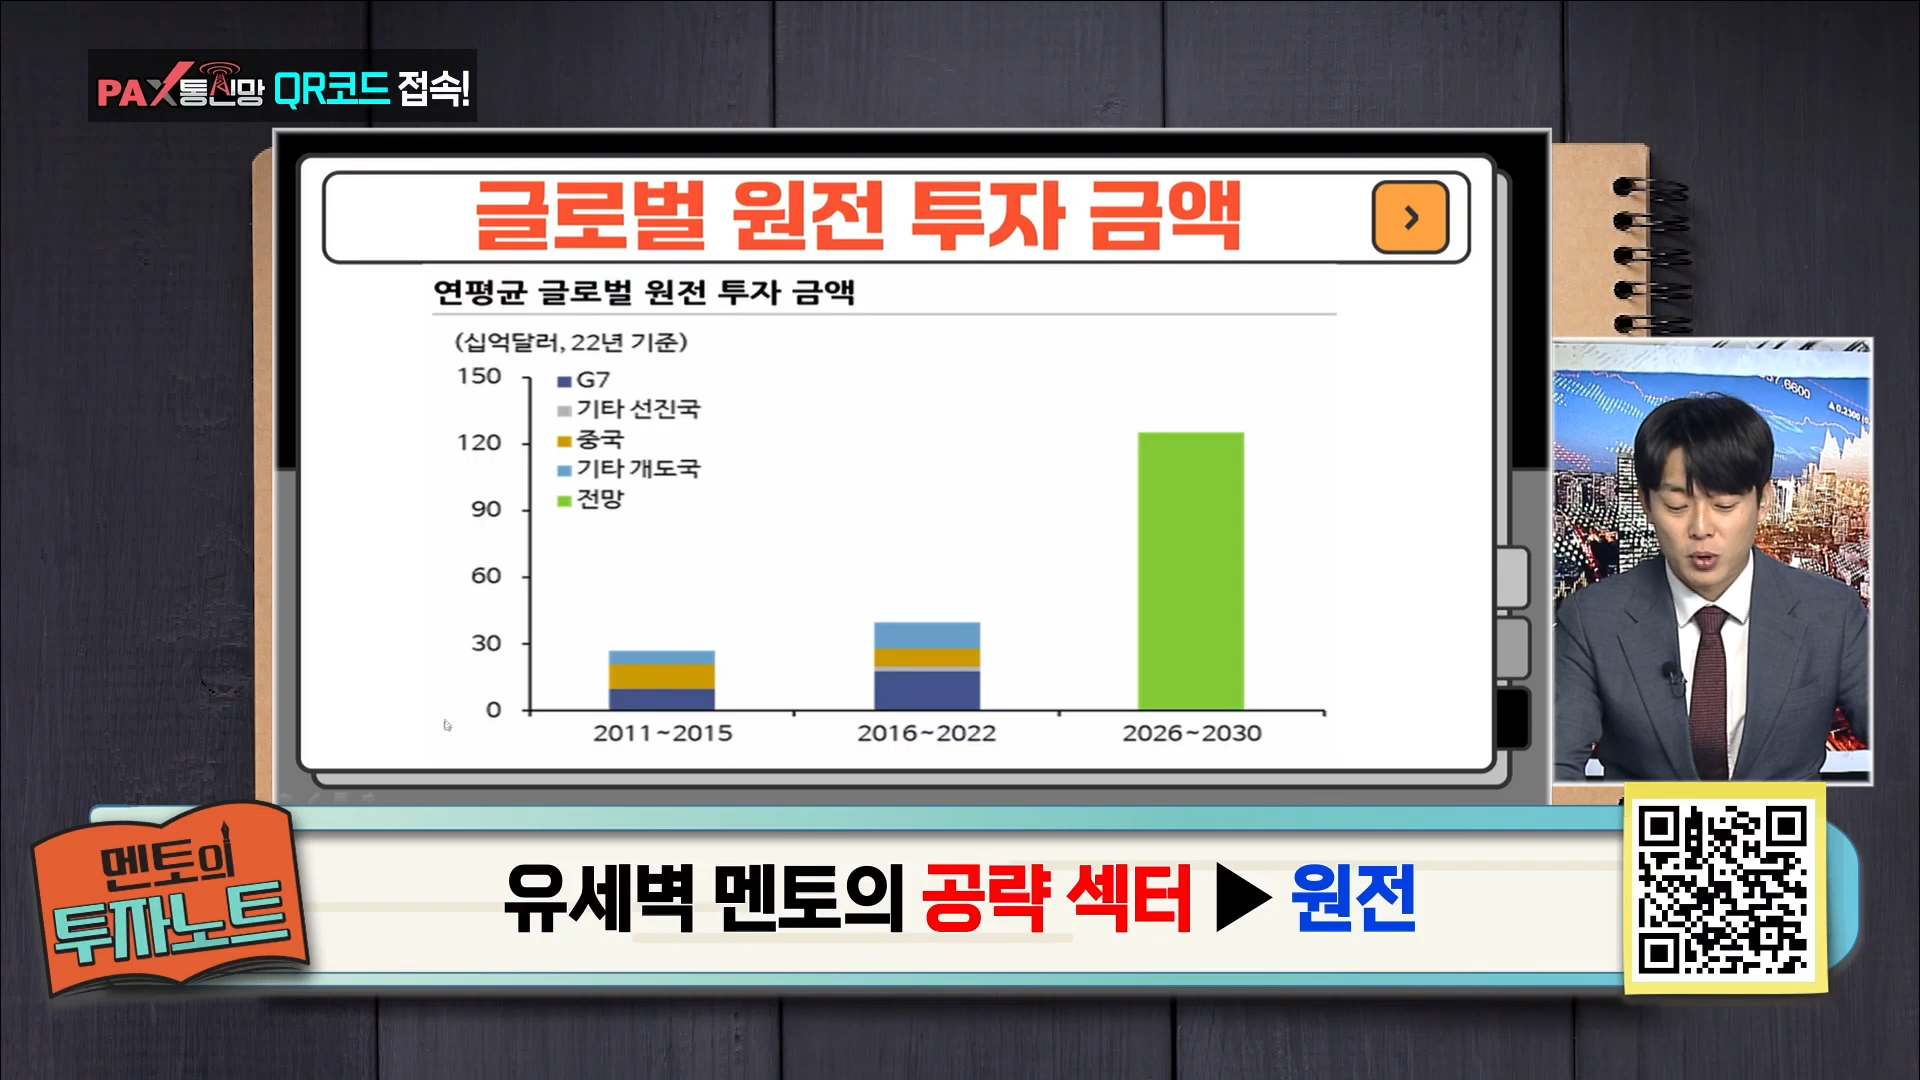 PAX통신망 QR코드 접속!
글로벌 원전 투자 금액
연평균 글로벌 원전 투자 금액
(십억달러, 22년 기준)
150
120
90
60
30
0
G7
기타 선진국
중국
기타 개도국
전망
2011~2015
2016~2022
2026~2030
멘토의
투자노트
유세벽 멘토의 공략 섹터 ▶ 원전